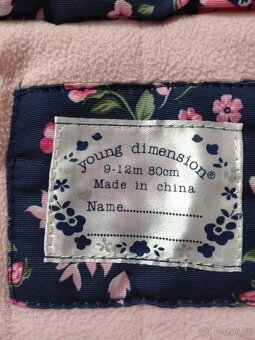 young dimension®
9-12m 80cm
Made in china
Name..................
..........................